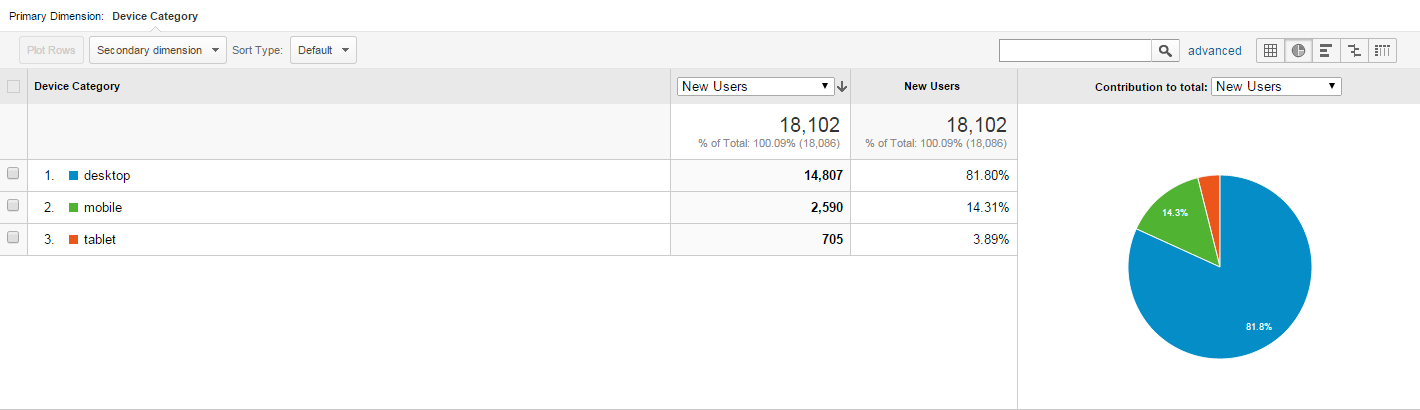 Primary Dimension: Device Category
Plot Rows Secondary dimension Sort Type: Default advanced
Device Category New Users New Users Contribution to total: New Users
18,102 18,102
% of Total: 100.09% (18,086) % of Total: 100.09% (18,086)
1. desktop 14,807 81.80%
2. mobile 2,590 14.31%
3. tablet 705 3.89%
14.3%
81.8%